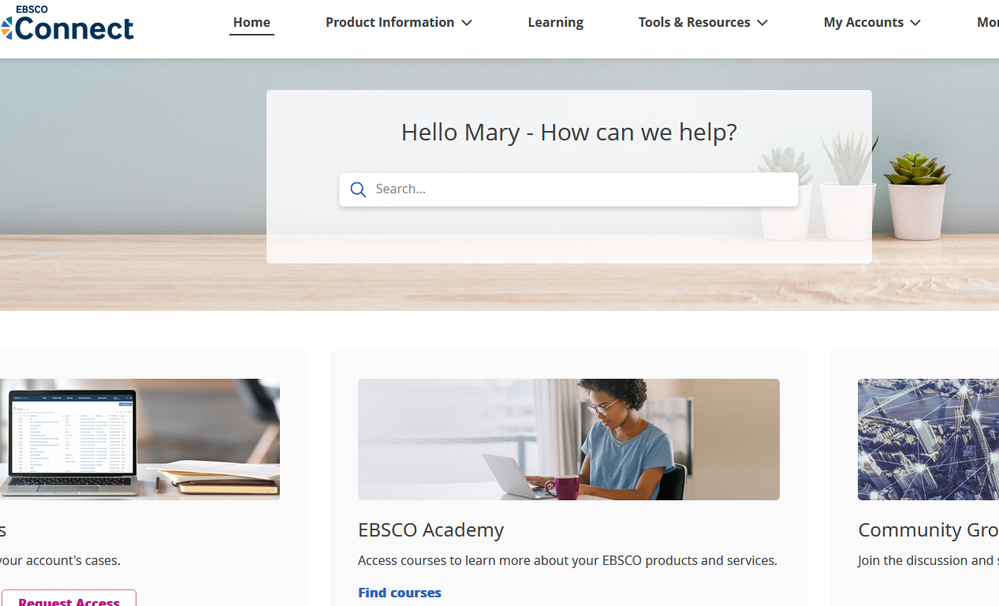 EBSCO
Connect
Home
Product Information
Learning
Tools & Resources
My Accounts
Mor
Hello Mary - How can we help?
Search...
s
your account's cases.
Request Access
EBSCO Academy
Access courses to learn more about your EBSCO products and services.
Find courses
Community Gro
Join the discussion and s